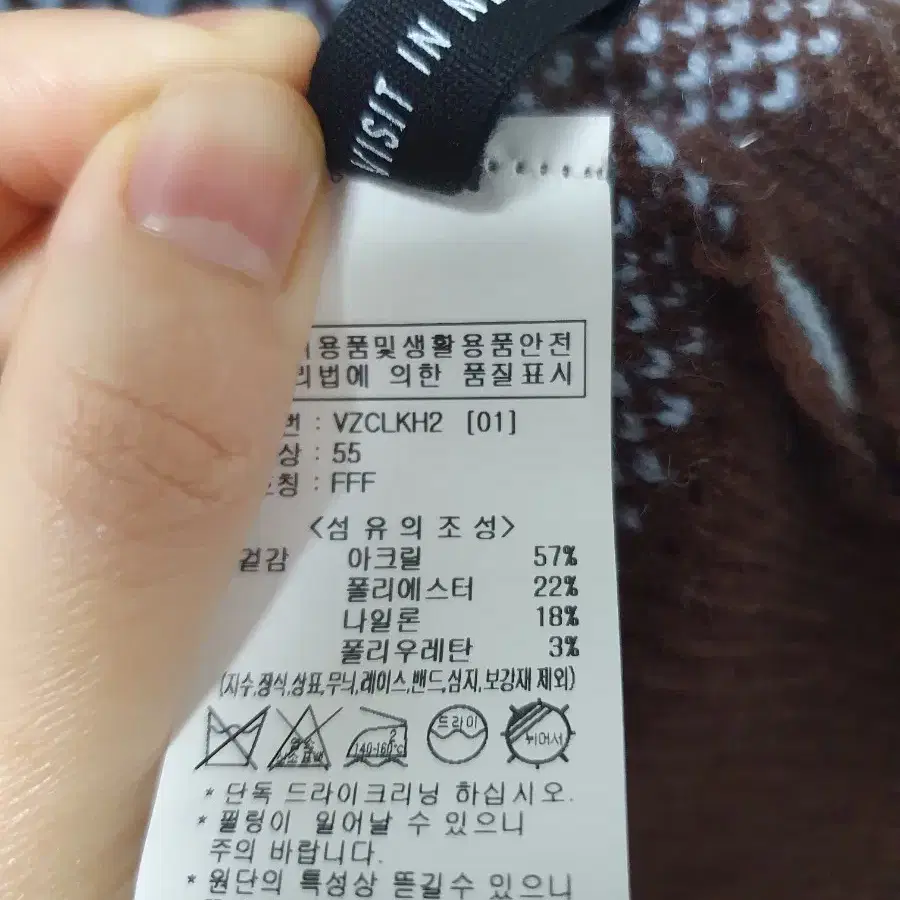 VISIT IN
용품및생활용품안전
법에 의한 품질표시
: VZCLKH2 [01]
상 : 55
칭 : FFF
<섬유의조성>
겉감 아크릴 57%
폴리에스터 22%
나일론 18%
폴리우레탄 3%
(자수,장식,상표,무늬,레이스,밴드,심지,보강재 제외)
2
140-160℃
드라이
뉘어서
* 단독 드라이크리닝 하십시오.
* 필링이 일어날 수 있으니
주의 바랍니다.
* 원단의 특성상 뜯길수 있으니